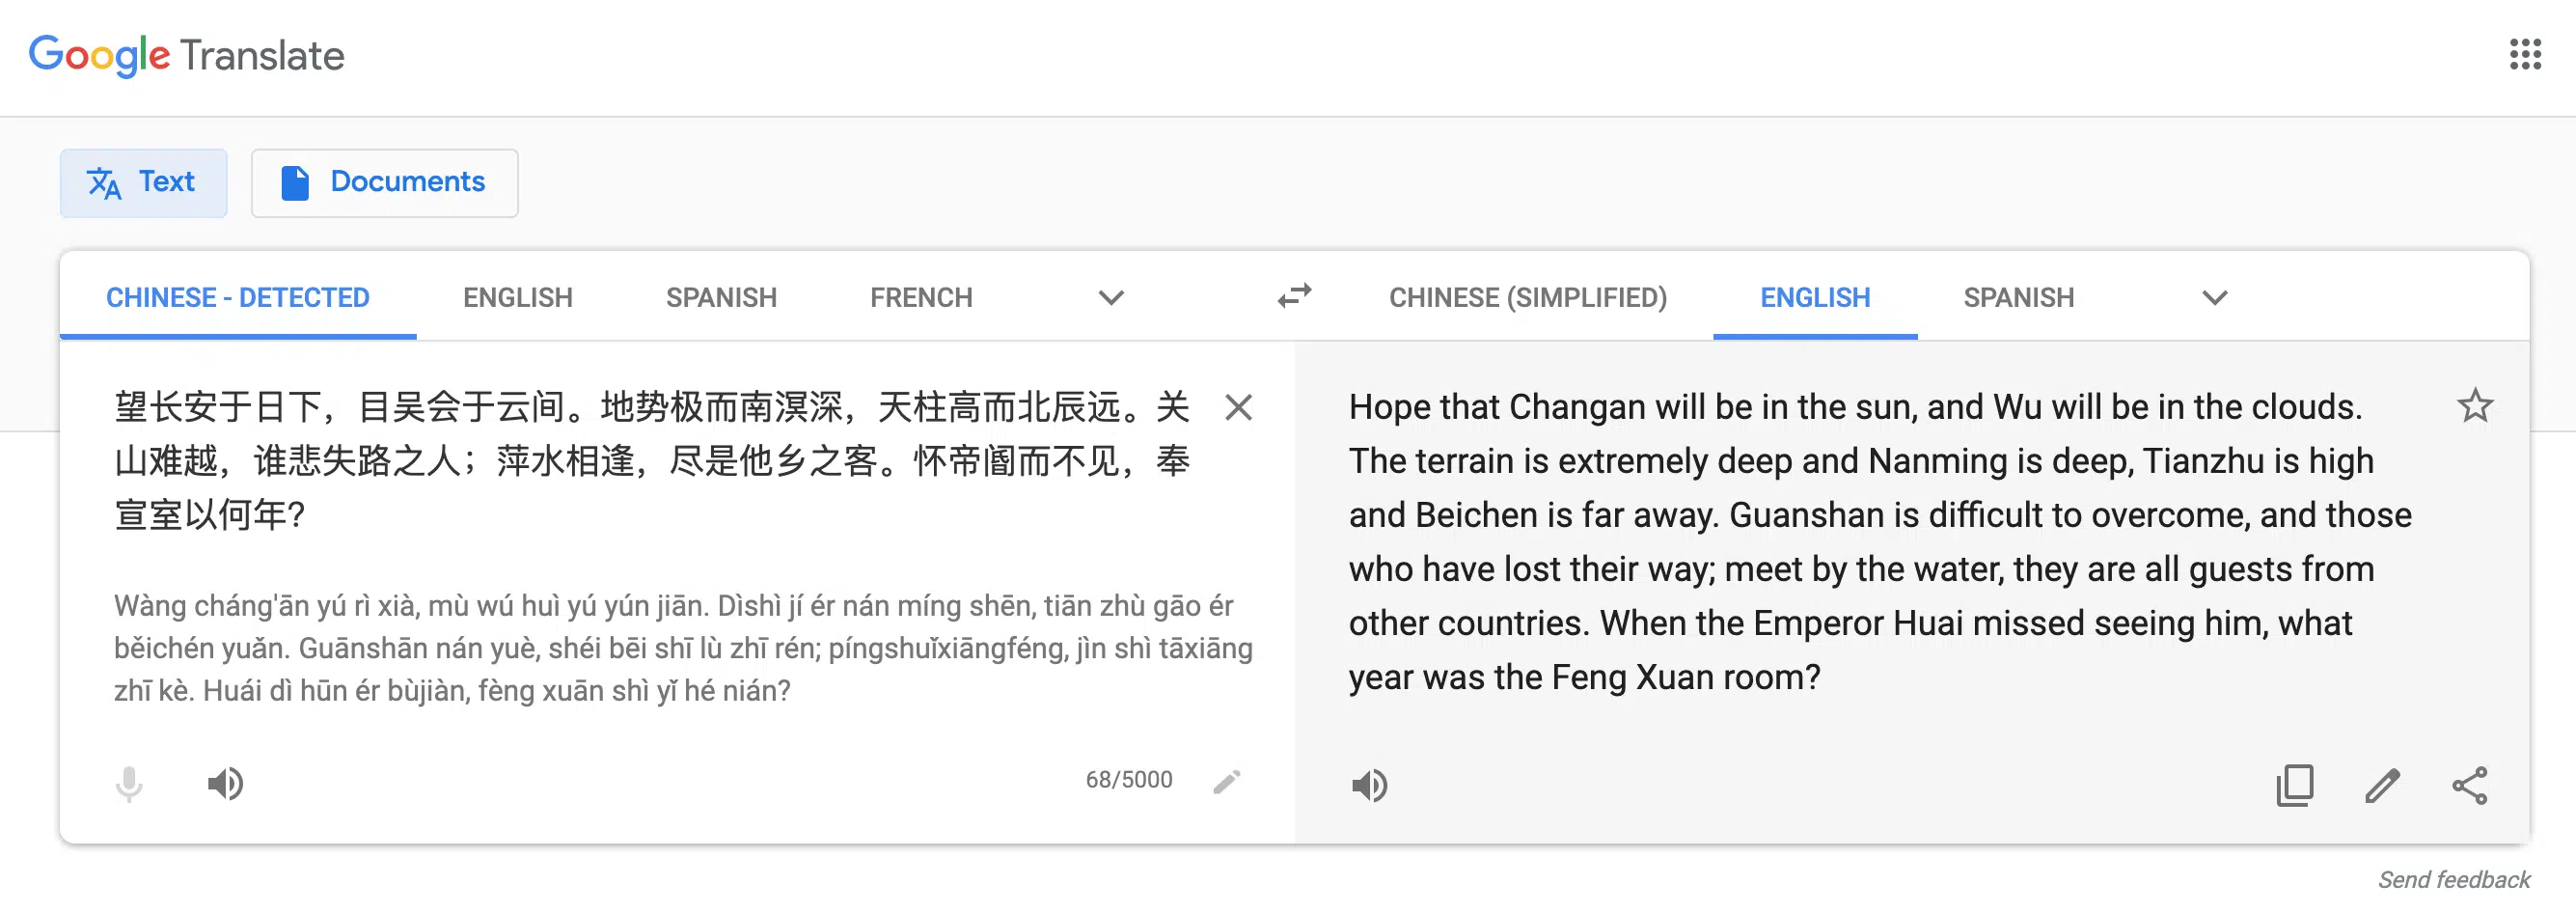 Google Translate
Text
Documents
CHINESE - DETECTED
ENGLISH
SPANISH
FRENCH
CHINESE (SIMPLIFIED)
ENGLISH
SPANISH
望长安于日下，目吴会于云间。地势极而南溟深，天柱高而北辰远。关
山难越，谁悲失路之人；萍水相逢，尽是他乡之客。怀帝阍而不见，奉
宣室以何年？
Wàng cháng'ān yú rì xià, mù wú huì yú yún jiān. Dìshì jí ér nán míng shēn, tiān zhù gāo ér
běichén yuǎn. Guānshān nán yuè, shéi bēi shī lù zhī rén; píngshuǐxiāngféng, jìn shì tāxiāng
zhī kè. Huái dì hūn ér bùjiàn, fèng xuān shì yǐ hé nián?
68/5000
Hope that Changan will be in the sun, and Wu will be in the clouds.
The terrain is extremely deep and Nanming is deep, Tianzhu is high
and Beichen is far away. Guanshan is difficult to overcome, and those
who have lost their way; meet by the water, they are all guests from
other countries. When the Emperor Huai missed seeing him, what
year was the Feng Xuan room?
Send feedback